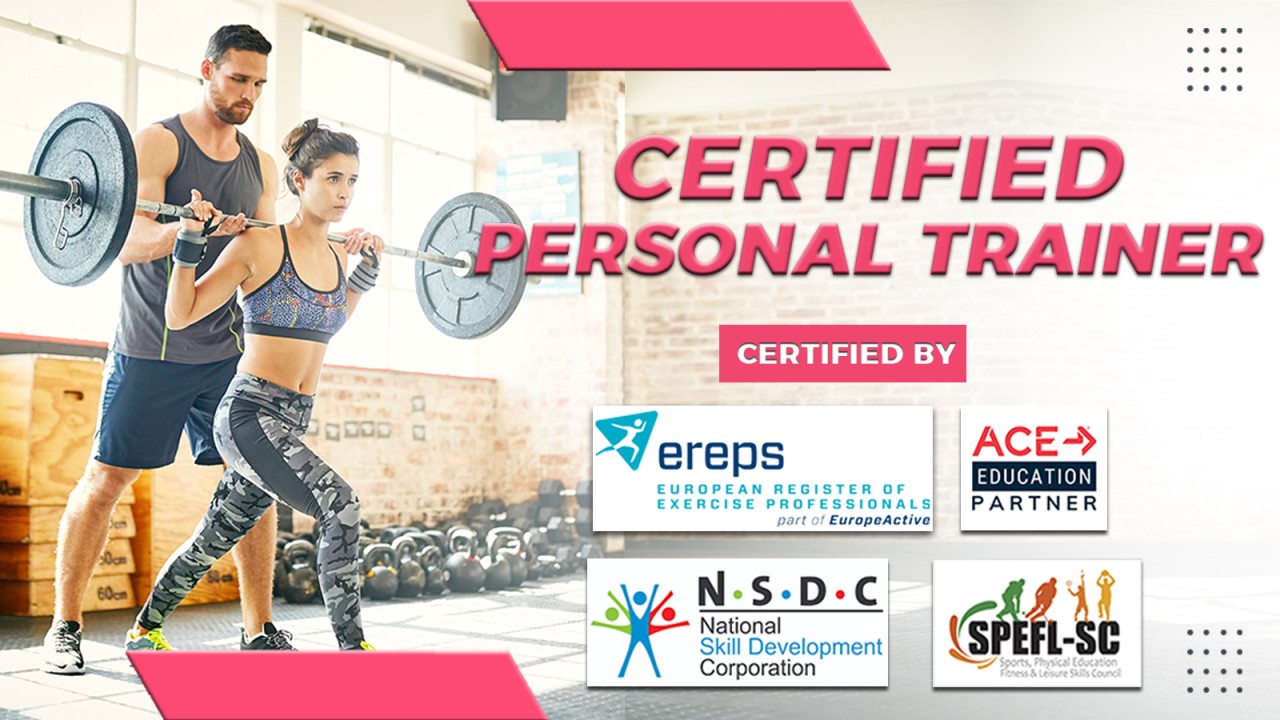 CERTIFIED
PERSONAL TRAINER
CERTIFIED BY
ereps
EUROPEAN REGISTER OF
EXERCISE PROFESSIONALS
part of EuropeActive
ACE
EDUCATION
PARTNER
N·S·D·C
National
Skill Development
Corporation
SPEFL-SC
Sports, Physical Education
Fitness & Leisure Skills Council
60cm